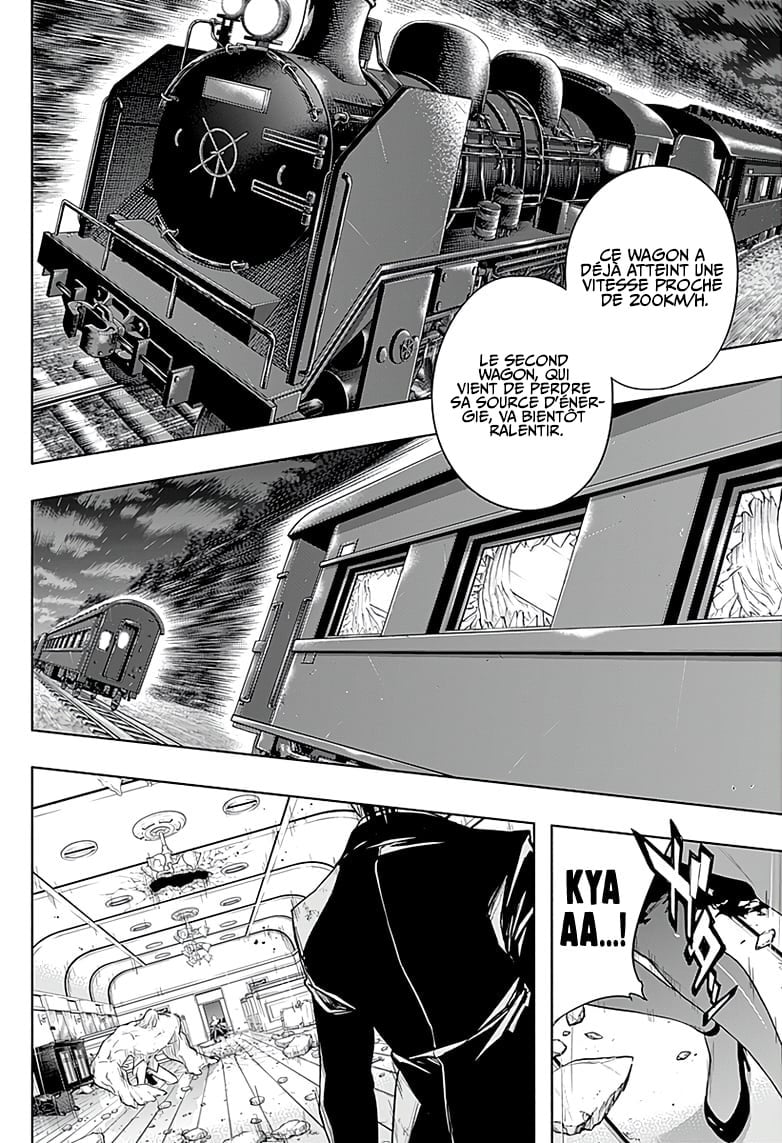 CE WAGON A
DÉJÀ ATTEINT UNE
VITESSE PROCHE
DE 200KM/H.
LE SECOND
WAGON, QUI
VIENT DE PERDRE
SA SOURCE D'ÉNER-
GIE, VA BIENTÔT
RALENTIR.
KYA
AA...!